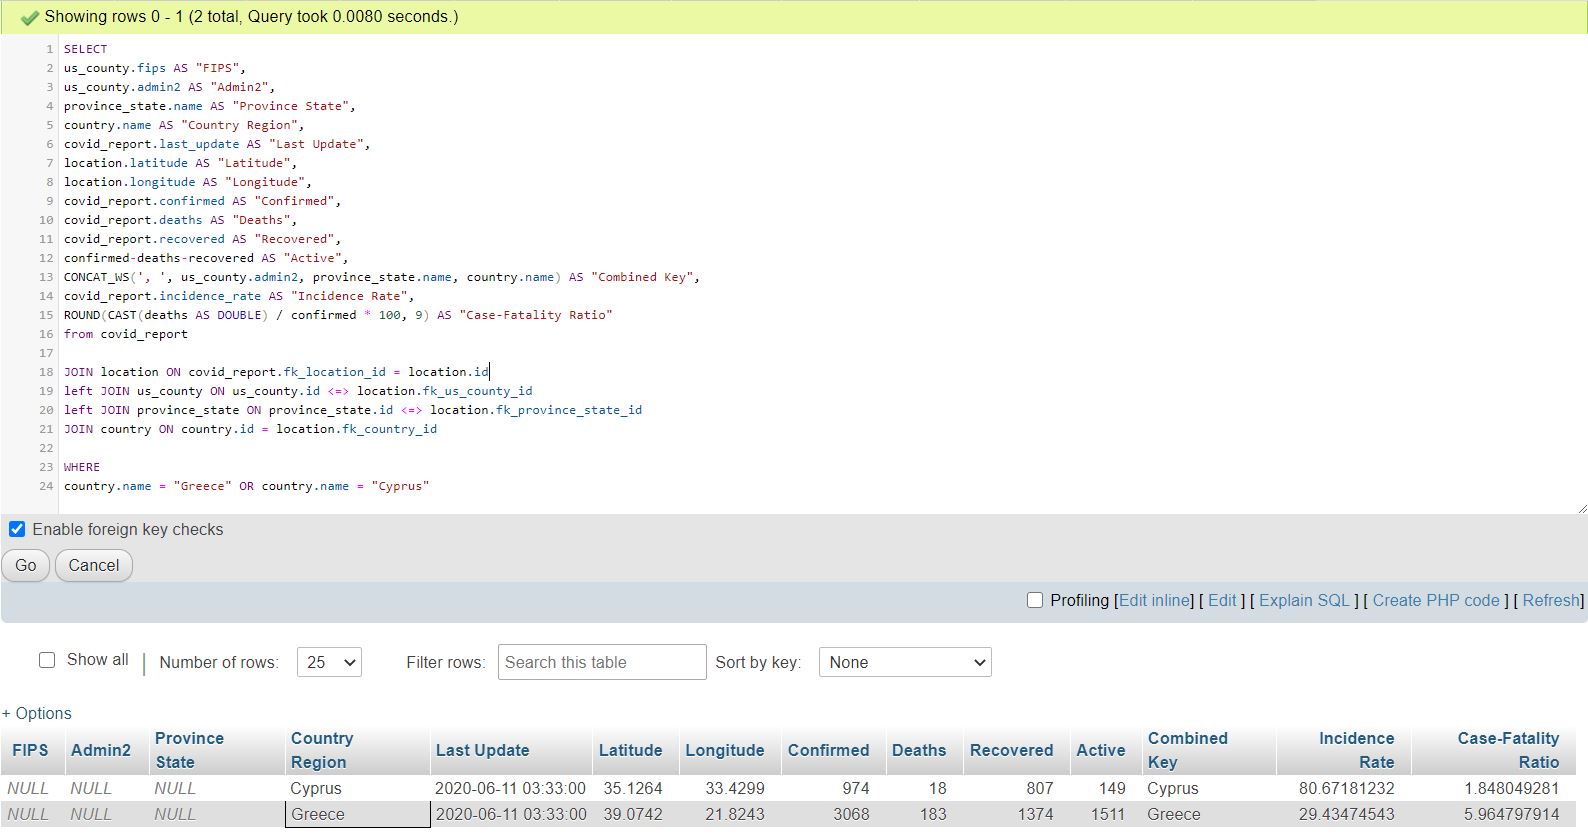 Showing rows 0 - 1 (2 total, Query took 0.0080 seconds.)
1 SELECT
2 us_county.fips AS "FIPS",
3 us_county.admin2 AS "Admin2",
4 province_state.name AS "Province State",
5 country.name AS "Country Region",
6 covid_report.last_update AS "Last Update",
7 location.latitude AS "Latitude",
8 location.longitude AS "Longitude",
9 covid_report.confirmed AS "Confirmed",
10 covid_report.deaths AS "Deaths",
11 covid_report.recovered AS "Recovered",
12 confirmed-deaths-recovered AS "Active",
13 CONCAT_WS(', ', us_county.admin2, province_state.name, country.name) AS "Combined Key",
14 covid_report.incidence_rate AS "Incidence Rate",
15 ROUND(CAST(deaths AS DOUBLE) / confirmed * 100, 9) AS "Case-Fatality Ratio"
16 from covid_report
17
18 JOIN location ON covid_report.fk_location_id = location.id
19 left JOIN us_county ON us_county.id <=> location.fk_us_county_id
20 left JOIN province_state ON province_state.id <=> location.fk_province_state_id
21 JOIN country ON country.id = location.fk_country_id
22
23 WHERE
24 country.name = "Greece" OR country.name = "Cyprus"
Enable foreign key checks
Go Cancel
Profiling [Edit inline] [ Edit ] [ Explain SQL ] [ Create PHP code ] [ Refresh]
Show all | Number of rows: 25 Filter rows: Search this table Sort by key: None
+ Options
FIPS Admin2 Province State Country Region Last Update Latitude Longitude Confirmed Deaths Recovered Active Combined Key Incidence Rate Case-Fatality Ratio
NULL NULL NULL Cyprus 2020-06-11 03:33:00 35.1264 33.4299 974 18 807 149 Cyprus 80.67181232 1.848049281
NULL NULL NULL Greece 2020-06-11 03:33:00 39.0742 21.8243 3068 183 1374 1511 Greece 29.43474543 5.964797914